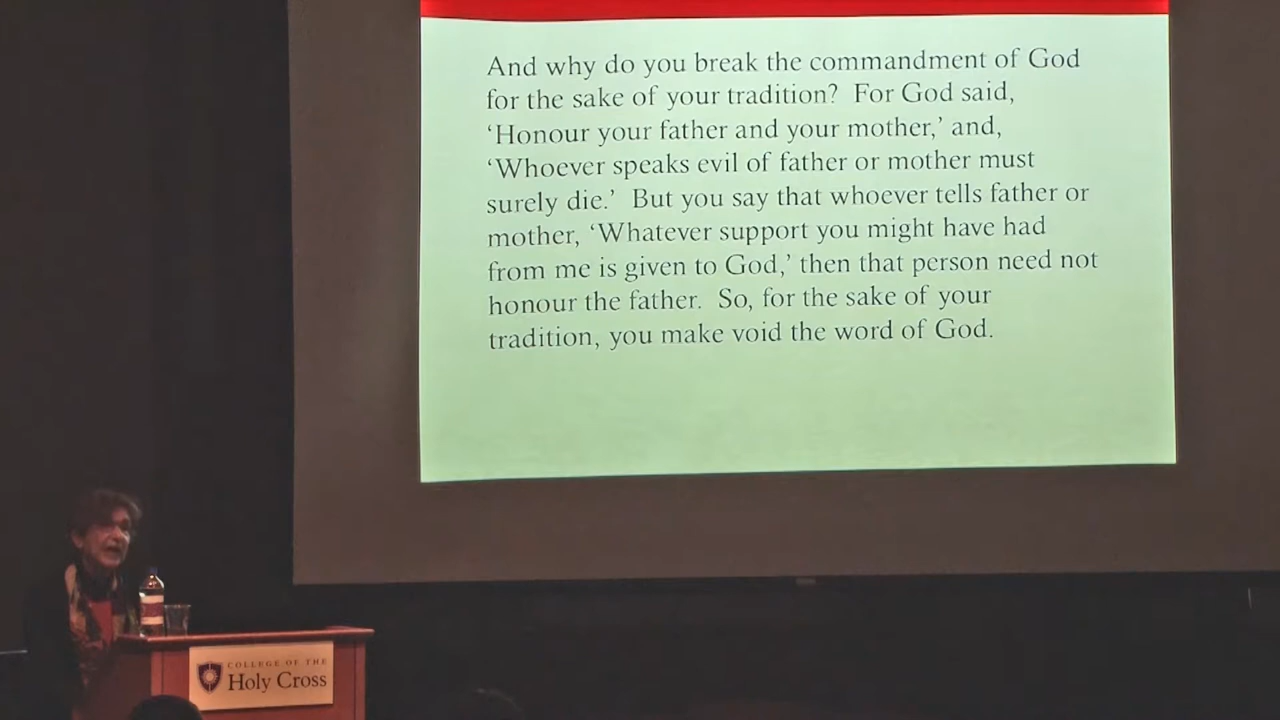 And why do you break the commandment of God
for the sake of your tradition? For God said,
‘Honour your father and your mother,’ and,
‘Whoever speaks evil of father or mother must
surely die.’ But you say that whoever tells father or
mother, ‘Whatever support you might have had
from me is given to God,’ then that person need not
honour the father. So, for the sake of your
tradition, you make void the word of God.
COLLEGE OF THE
Holy Cross